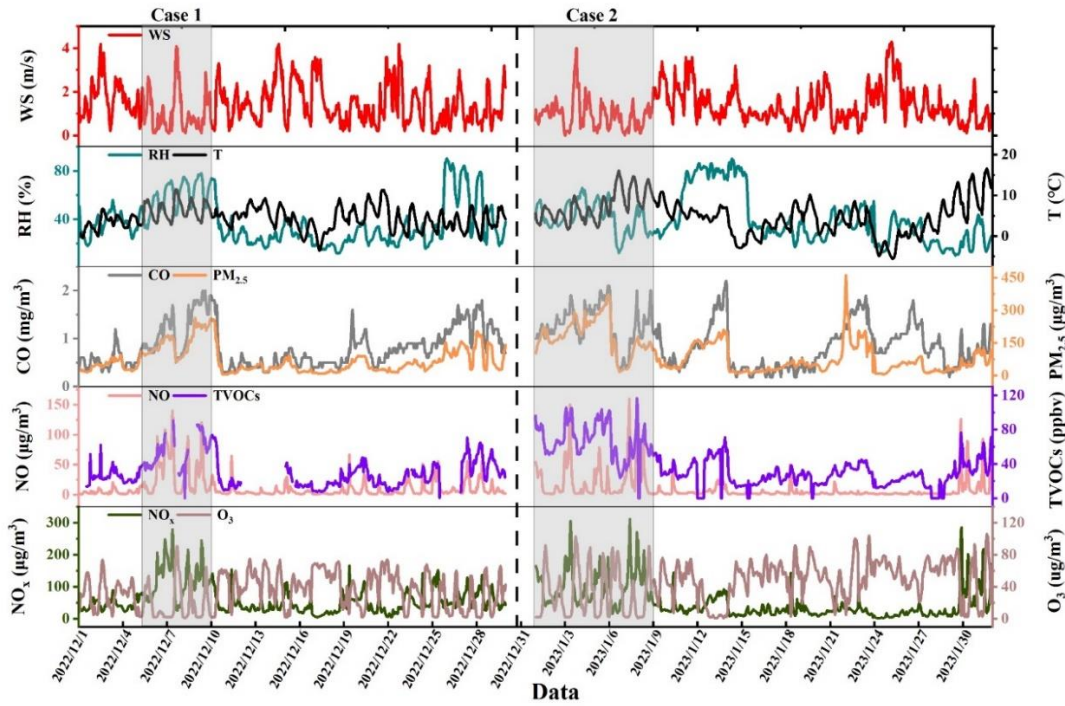 Case 1 Case 2
WS
WS (m/s)
4
2
0
RH T
RH (%)
80
40
T (°C)
20
10
0
CO PM2.5
CO (mg/m³)
2
1
0
PM2.5 (μg/m³)
450
300
150
0
NO TVOCs
NO (μg/m³)
150
100
50
0
TVOCs (ppbv)
120
80
40
0
NOx O3
NOx (μg/m³)
300
200
100
0
O3 (ug/m³)
120
60
0
2022/12/1 2022/12/4 2022/12/7 2022/12/10 2022/12/13 2022/12/16 2022/12/19 2022/12/22 2022/12/25 2022/12/28 2022/12/31 2023/1/3 2023/1/6 2023/1/9 2023/1/12 2023/1/15 2023/1/18 2023/1/21 2023/1/24 2023/1/27 2023/1/30
Data